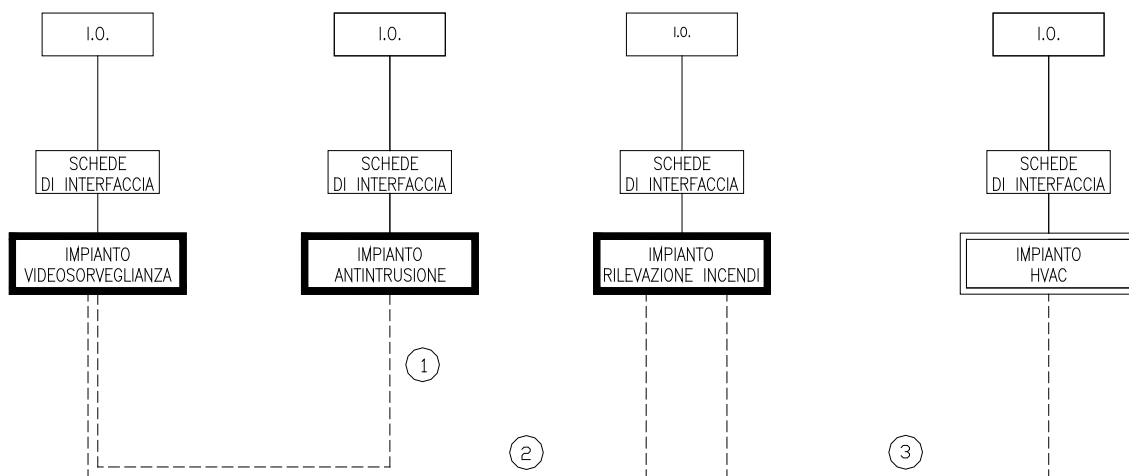 I.O.
I.O.
I.O.
I.O.
SCHEDE
DI INTERFACCIA
SCHEDE
DI INTERFACCIA
SCHEDE
DI INTERFACCIA
SCHEDE
DI INTERFACCIA
IMPIANTO
VIDEOSORVEGLIANZA
IMPIANTO
ANTINTRUSIONE
IMPIANTO
RILEVAZIONE INCENDI
IMPIANTO
HVAC
1
2
3